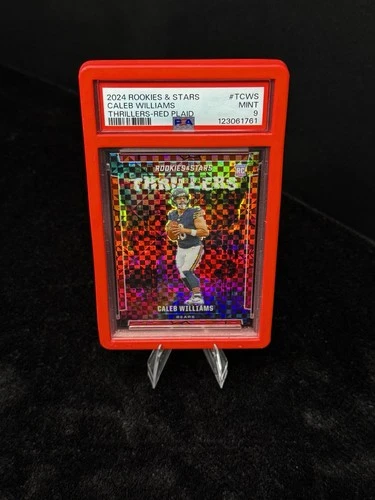 2024 ROOKIES & STARS #TCWS
CALEB WILLIAMS MINT
THRILLERS-RED PLAID 9
PSA 123061761
ROOKIES&STARS RC
THRILLERS
CALEB WILLIAMS
BEARS